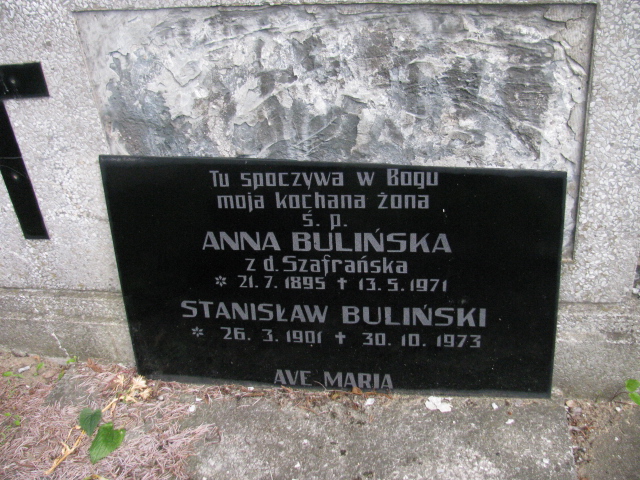 Tu spoczywa w Bogu
moja kochana żona
ś. p.
ANNA BULIŃSKA
z d. Szafrańska
* 21. 7. 1895 ✝ 13. 5. 1971
STANISŁAW BULIŃSKI
* 26. 3. 1901 ✝ 30. 10. 1973
AVE MARIA